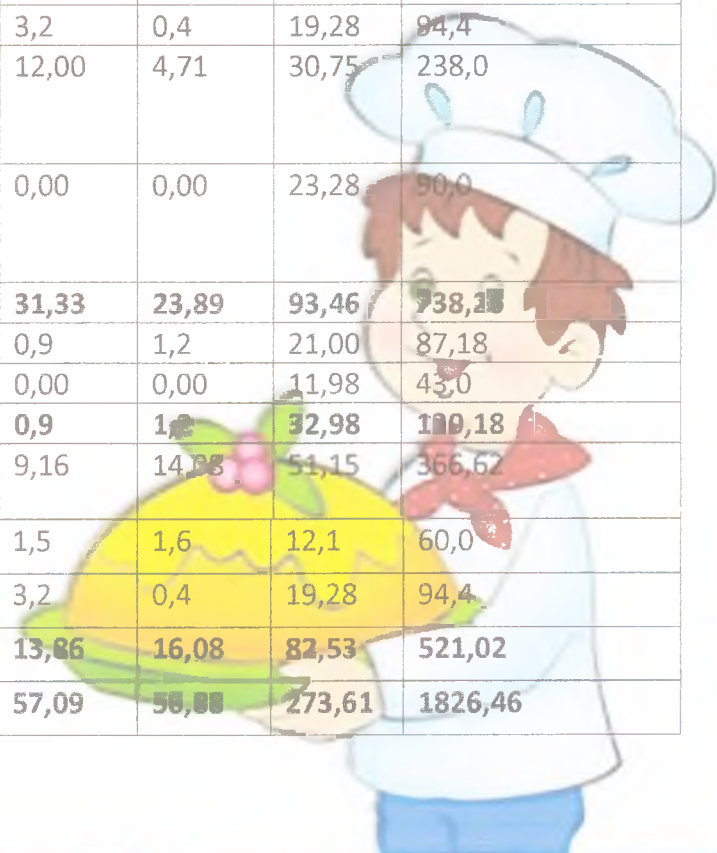 3,2 0,4 19,28 94,4
12,00 4,71 30,75 238,0
0,00 0,00 23,28 90,0
31,33 23,89 93,46
0,9 1,2 21,00 87,18
0,00 0,00 11,98 43,0
0,9 32,98
9,16 51,15 366,62
1,5 1,6 12,1 60,0
3,2 0,4 19,28 94,4
13,86 16,08 82,53 521,02
57,09 273,61 1826,46